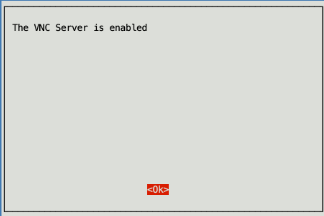 The VNC Server is enabled
<Ok>